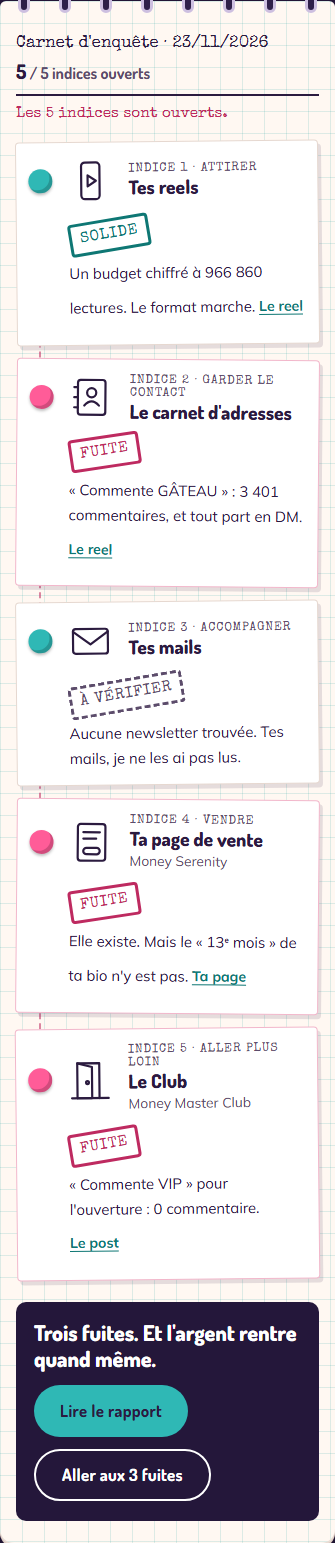 Carnet d'enquête · 23/11/2026
5 / 5 indices ouverts
Les 5 indices sont ouverts.
INDICE 1 · ATTIRER
Tes reels
SOLIDE
Un budget chiffré à 966 860
lectures. Le format marche. Le reel
INDICE 2 · GARDER LE
CONTACT
Le carnet d'adresses
FUITE
« Commente GÂTEAU » : 3 401
commentaires, et tout part en DM.
Le reel
INDICE 3 · ACCOMPAGNER
Tes mails
À VÉRIFIER
Aucune newsletter trouvée. Tes
mails, je ne les ai pas lus.
INDICE 4 · VENDRE
Ta page de vente
Money Serenity
FUITE
Elle existe. Mais le « 13ᵉ mois » de
ta bio n'y est pas. Ta page
INDICE 5 · ALLER PLUS
LOIN
Le Club
Money Master Club
FUITE
« Commente VIP » pour
l'ouverture : 0 commentaire.
Le post
Trois fuites. Et l'argent rentre
quand même.
Lire le rapport
Aller aux 3 fuites